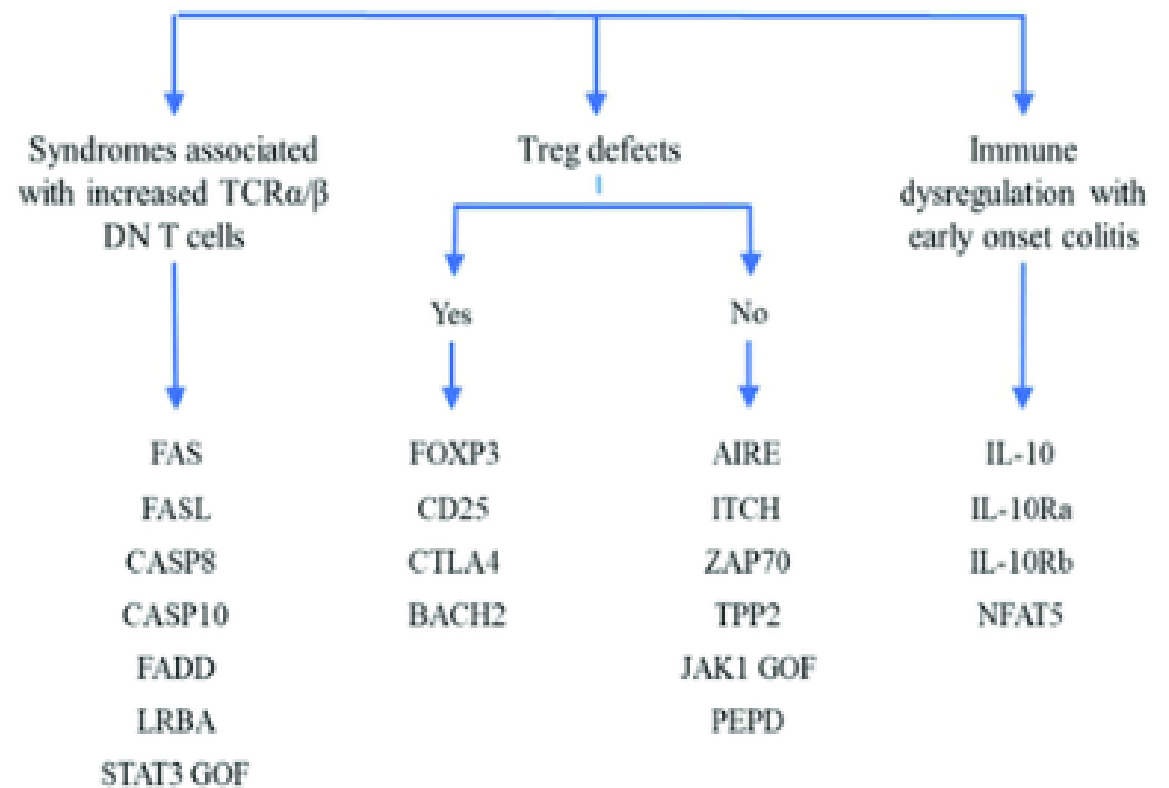 Syndromes associated
with increased TCRα/β
DN T cells
Treg defects
Immune
dysregulation with
early onset colitis
Yes
No
FAS
FASL
CASP8
CASP10
FADD
LRBA
STAT3 GOF
FOXP3
CD25
CTLA4
BACH2
AIRE
ITCH
ZAP70
TPP2
JAK1 GOF
PEPD
IL-10
IL-10Ra
IL-10Rb
NFAT5